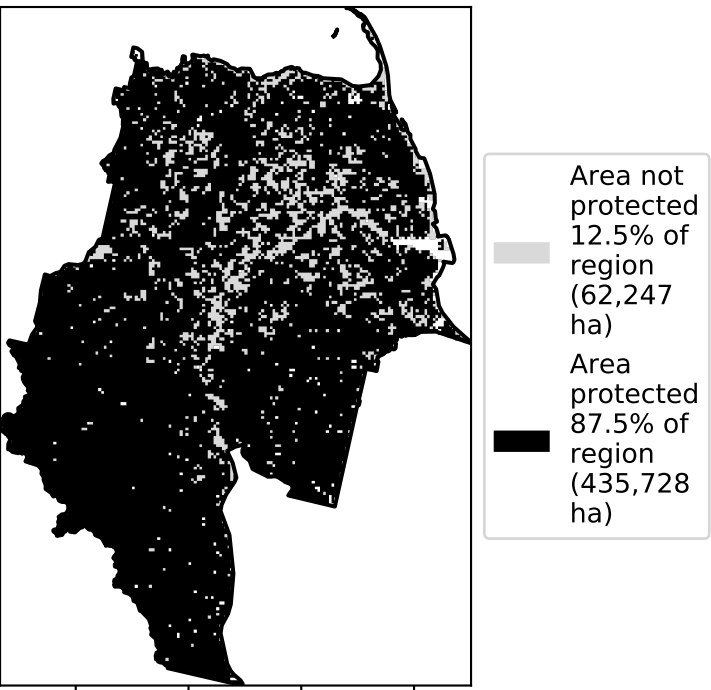 Area not
protected
12.5% of
region
(62,247
ha)
Area
protected
87.5% of
region
(435,728
ha)